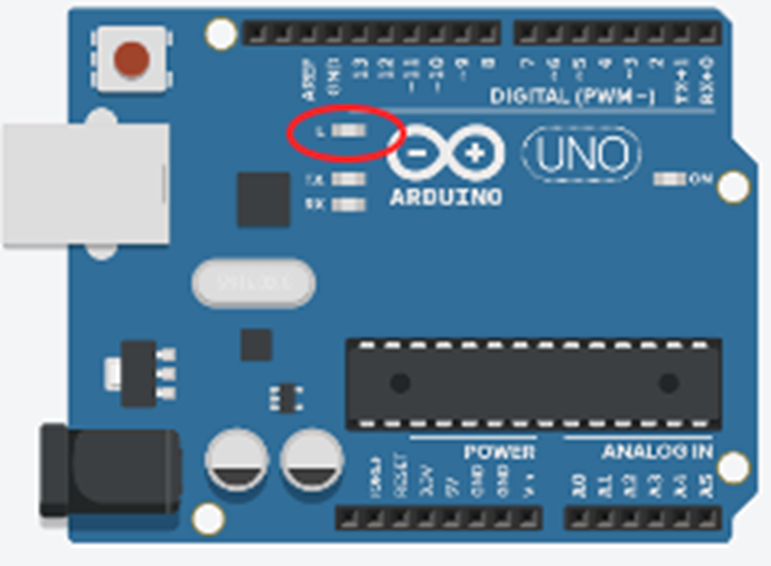 AREF GND 13 12 ~11 ~10 ~9 8 7 ~6 ~5 4 ~3 2 TX→1 RX←0
DIGITAL (PWM~)
L
UNO
TX
ON
RX
ARDUINO
POWER
ANALOG IN
RESET 3.3V 5V GND GND A0 A1 A2 A3 A4 A5